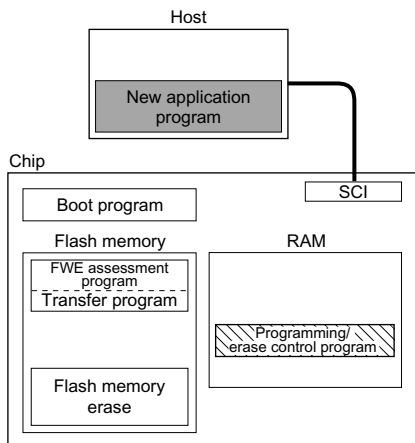 Host
New application
program
Chip
SCI
Boot program
Flash memory
RAM
FWE assessment
program
Transfer program
Programming/
erase control program
Flash memory
erase